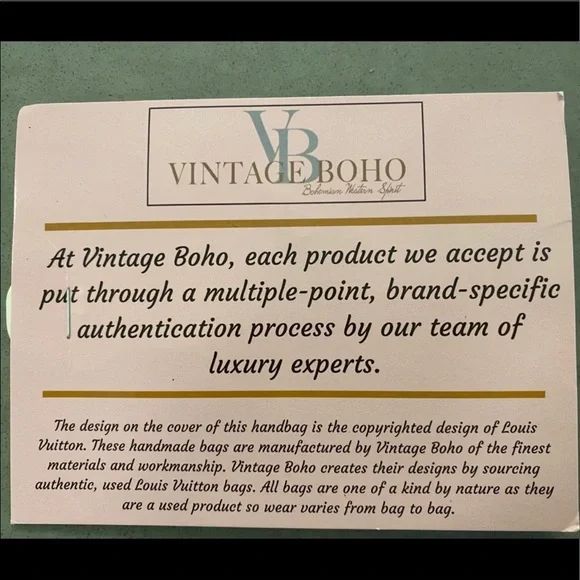 VB
VINTAGE BOHO
Bohemian Western Spirit
At Vintage Boho, each product we accept is
put through a multiple-point, brand-specific
authentication process by our team of
luxury experts.
The design on the cover of this handbag is the copyrighted design of Louis
Vuitton. These handmade bags are manufactured by Vintage Boho of the finest
materials and workmanship. Vintage Boho creates their designs by sourcing
authentic, used Louis Vuitton bags. All bags are one of a kind by nature as they
are a used product so wear varies from bag to bag.